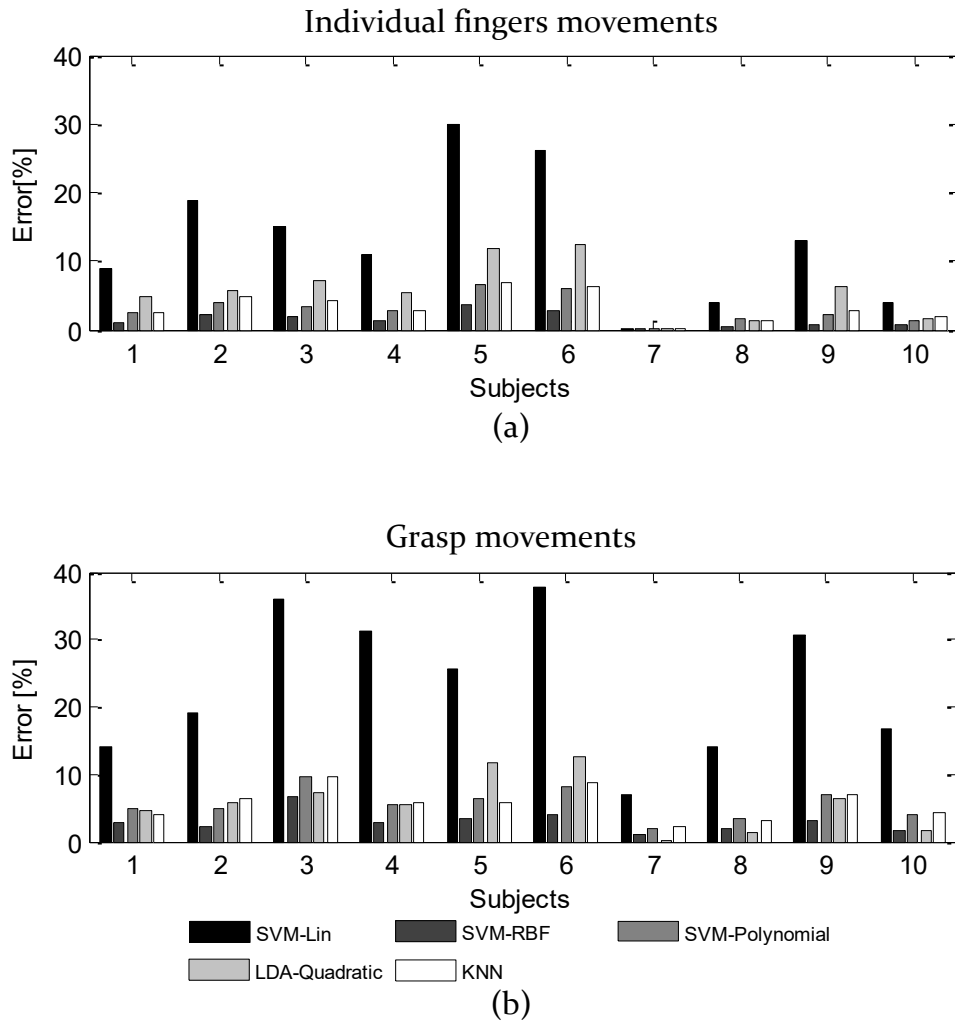 Individual fingers movements
40
30
20
10
0
Error[%]
1 2 3 4 5 6 7 8 9 10
Subjects
(a)
Grasp movements
40
30
20
10
0
Error [%]
1 2 3 4 5 6 7 8 9 10
Subjects
SVM-Lin SVM-RBF SVM-Polynomial
LDA-Quadratic KNN
(b)